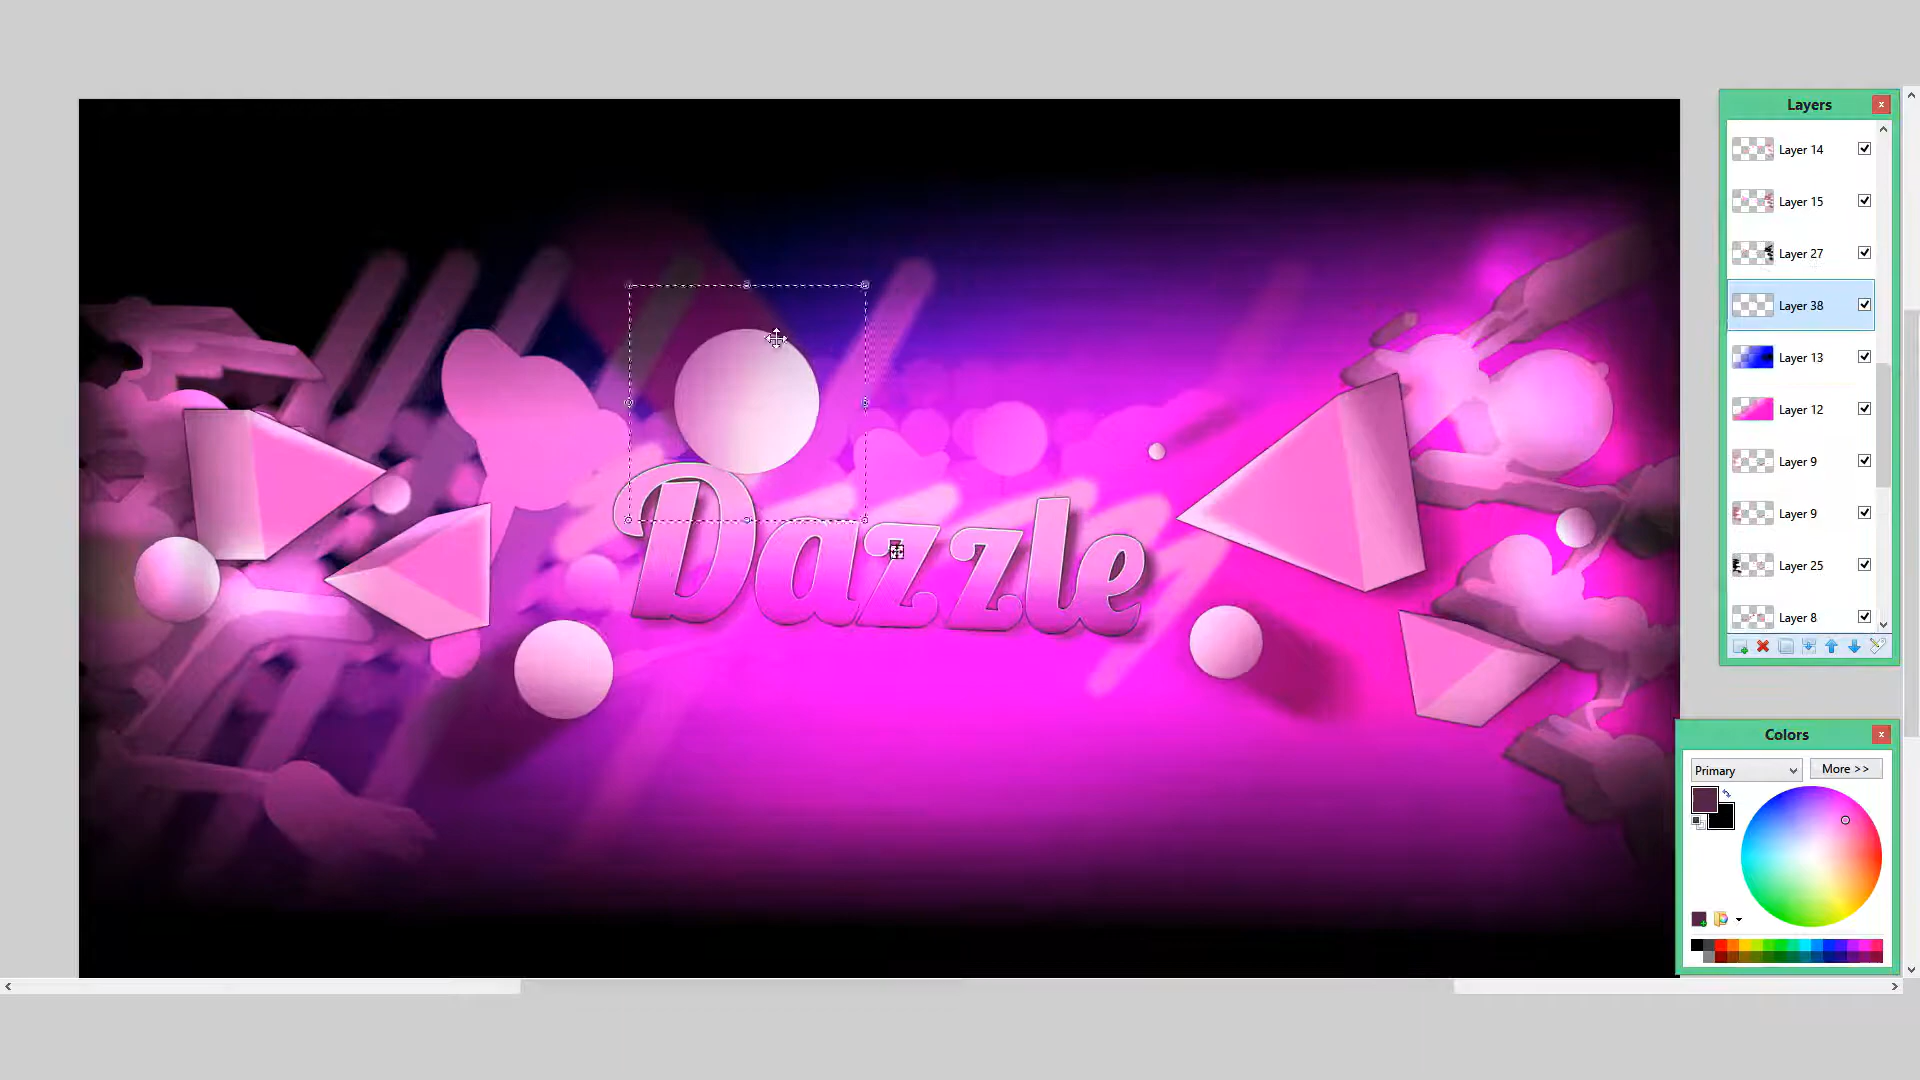 Layers
Layer 14
Layer 15
Layer 27
Layer 38
Layer 13
Layer 12
Layer 9
Layer 9
Layer 25
Layer 8
Dazzle
Colors
Primary
More >>